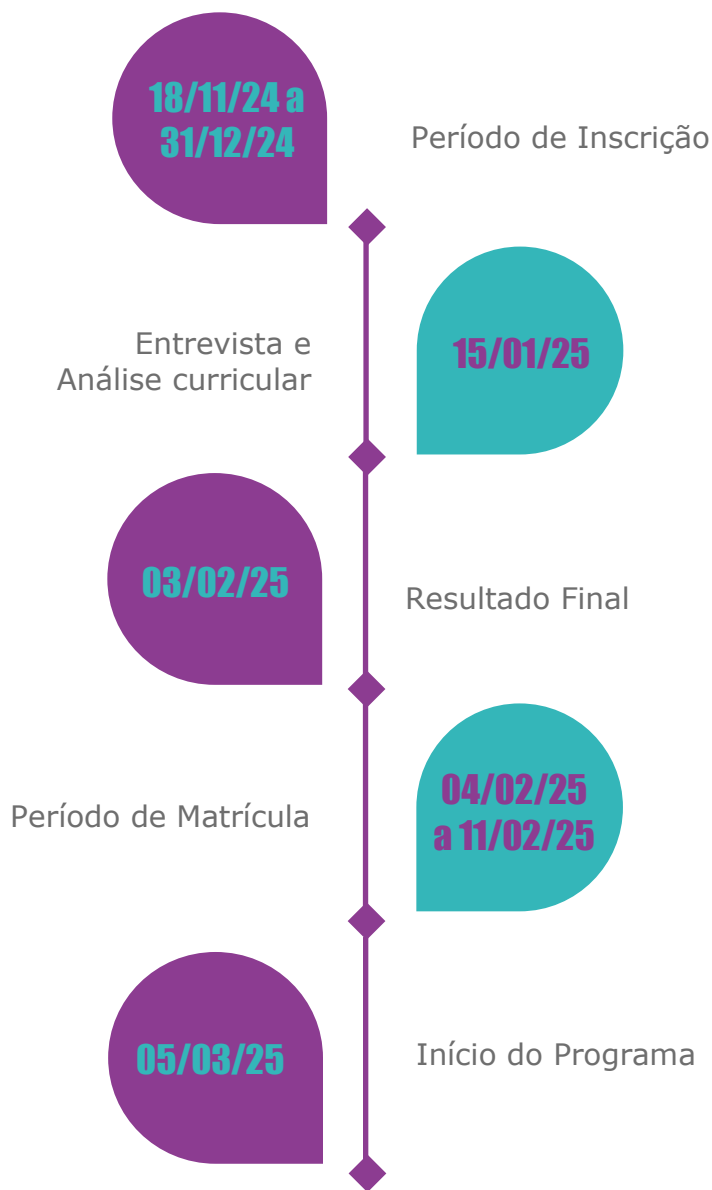 18/11/24 a
31/12/24
Período de Inscrição
Entrevista e
Análise curricular
15/01/25
03/02/25
Resultado Final
Período de Matrícula
04/02/25
a 11/02/25
05/03/25
Início do Programa